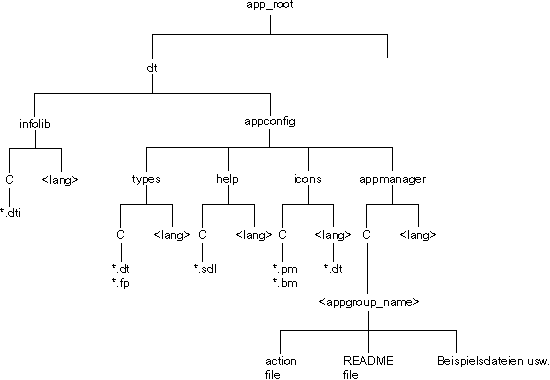 app_root
dt
infolib appconfig
C <lang> types help icons appmanager
*.dti C <lang> C <lang> C <lang> C <lang>
*.dt *.sdl *.pm *.dt
*.fp *.bm
<appgroup_name>
action README Beispielsdateien usw.
file file